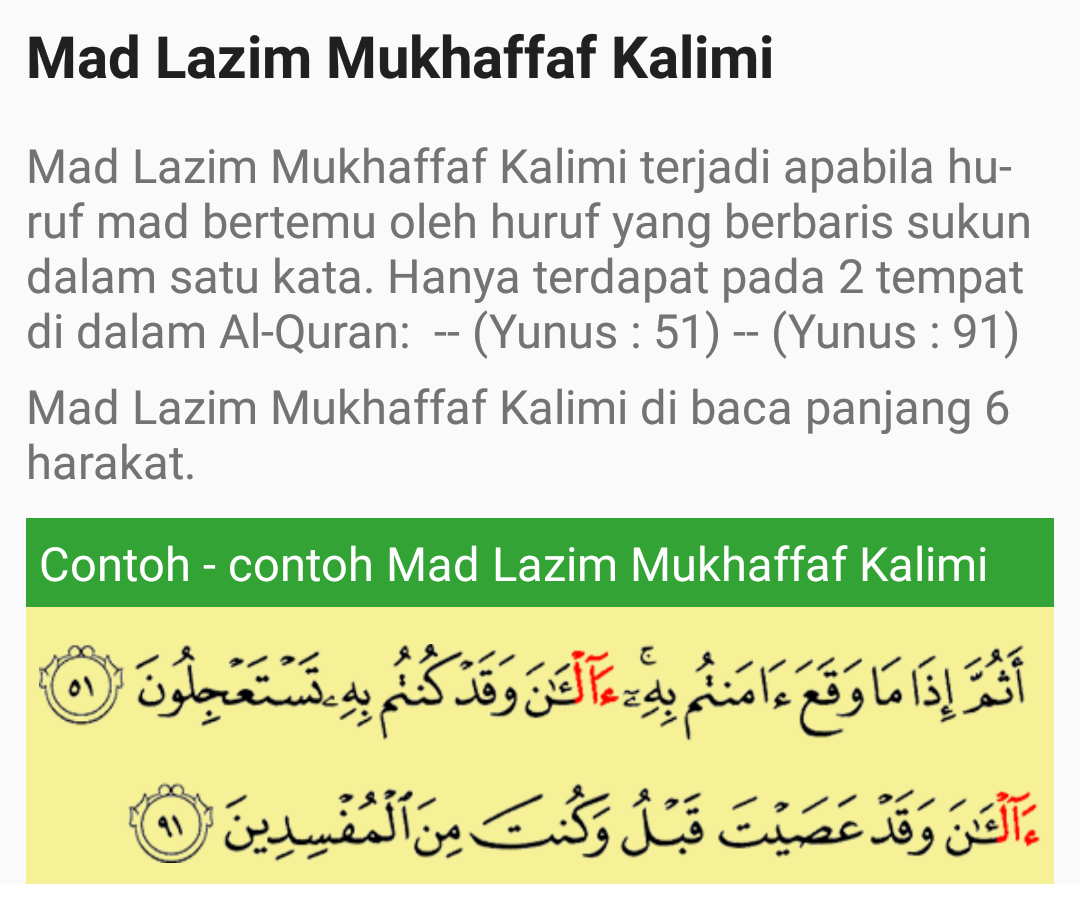 Mad Lazim Mukhaffaf Kalimi
Mad Lazim Mukhaffaf Kalimi terjadi apabila hu-
ruf mad bertemu oleh huruf yang berbaris sukun
dalam satu kata. Hanya terdapat pada 2 tempat
di dalam Al-Quran:  -- (Yunus : 51) -- (Yunus : 91)
Mad Lazim Mukhaffaf Kalimi di baca panjang 6
harakat.
Contoh - contoh Mad Lazim Mukhaffaf Kalimi
أَثُمَّ إِذَا مَا وَقَعَ ءَامَنتُم بِهِۦٓ ۚ ءَآلْـَٔـٰنَ وَقَدْ كُنتُم بِهِۦ تَسْتَعْجِلُونَ ٥١
ءَآلْـَٔـٰنَ وَقَدْ عَصَيْتَ قَبْلُ وَكُنتَ مِنَ ٱلْمُفْسِدِينَ ٩١